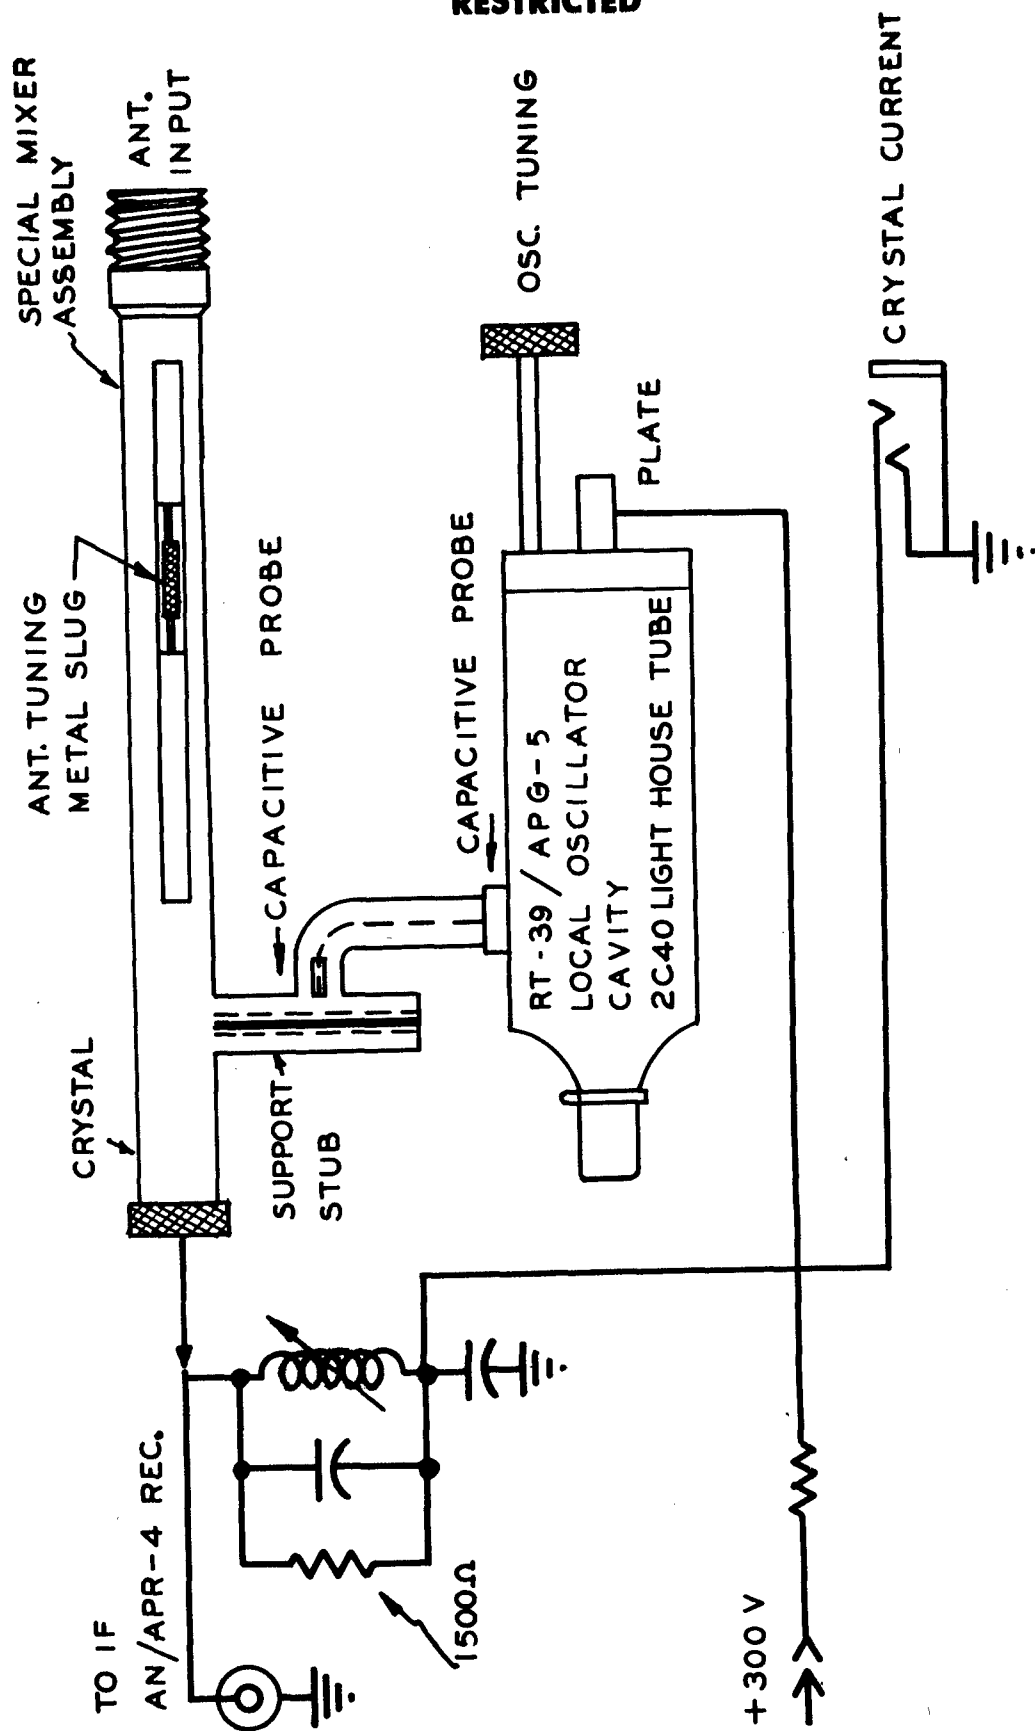 RESTRICTED
SPECIAL MIXER
ASSEMBLY
ANT.
INPUT
ANT. TUNING
METAL SLUG
CRYSTAL
CAPACITIVE PROBE
SUPPORT
STUB
OSC. TUNING
CAPACITIVE PROBE
PLATE
RT-39/APG-5
LOCAL OSCILLATOR
CAVITY
2C40 LIGHT HOUSE TUBE
CRYSTAL CURRENT
TO IF
AN/APR-4 REC.
1500Ω
+300 V